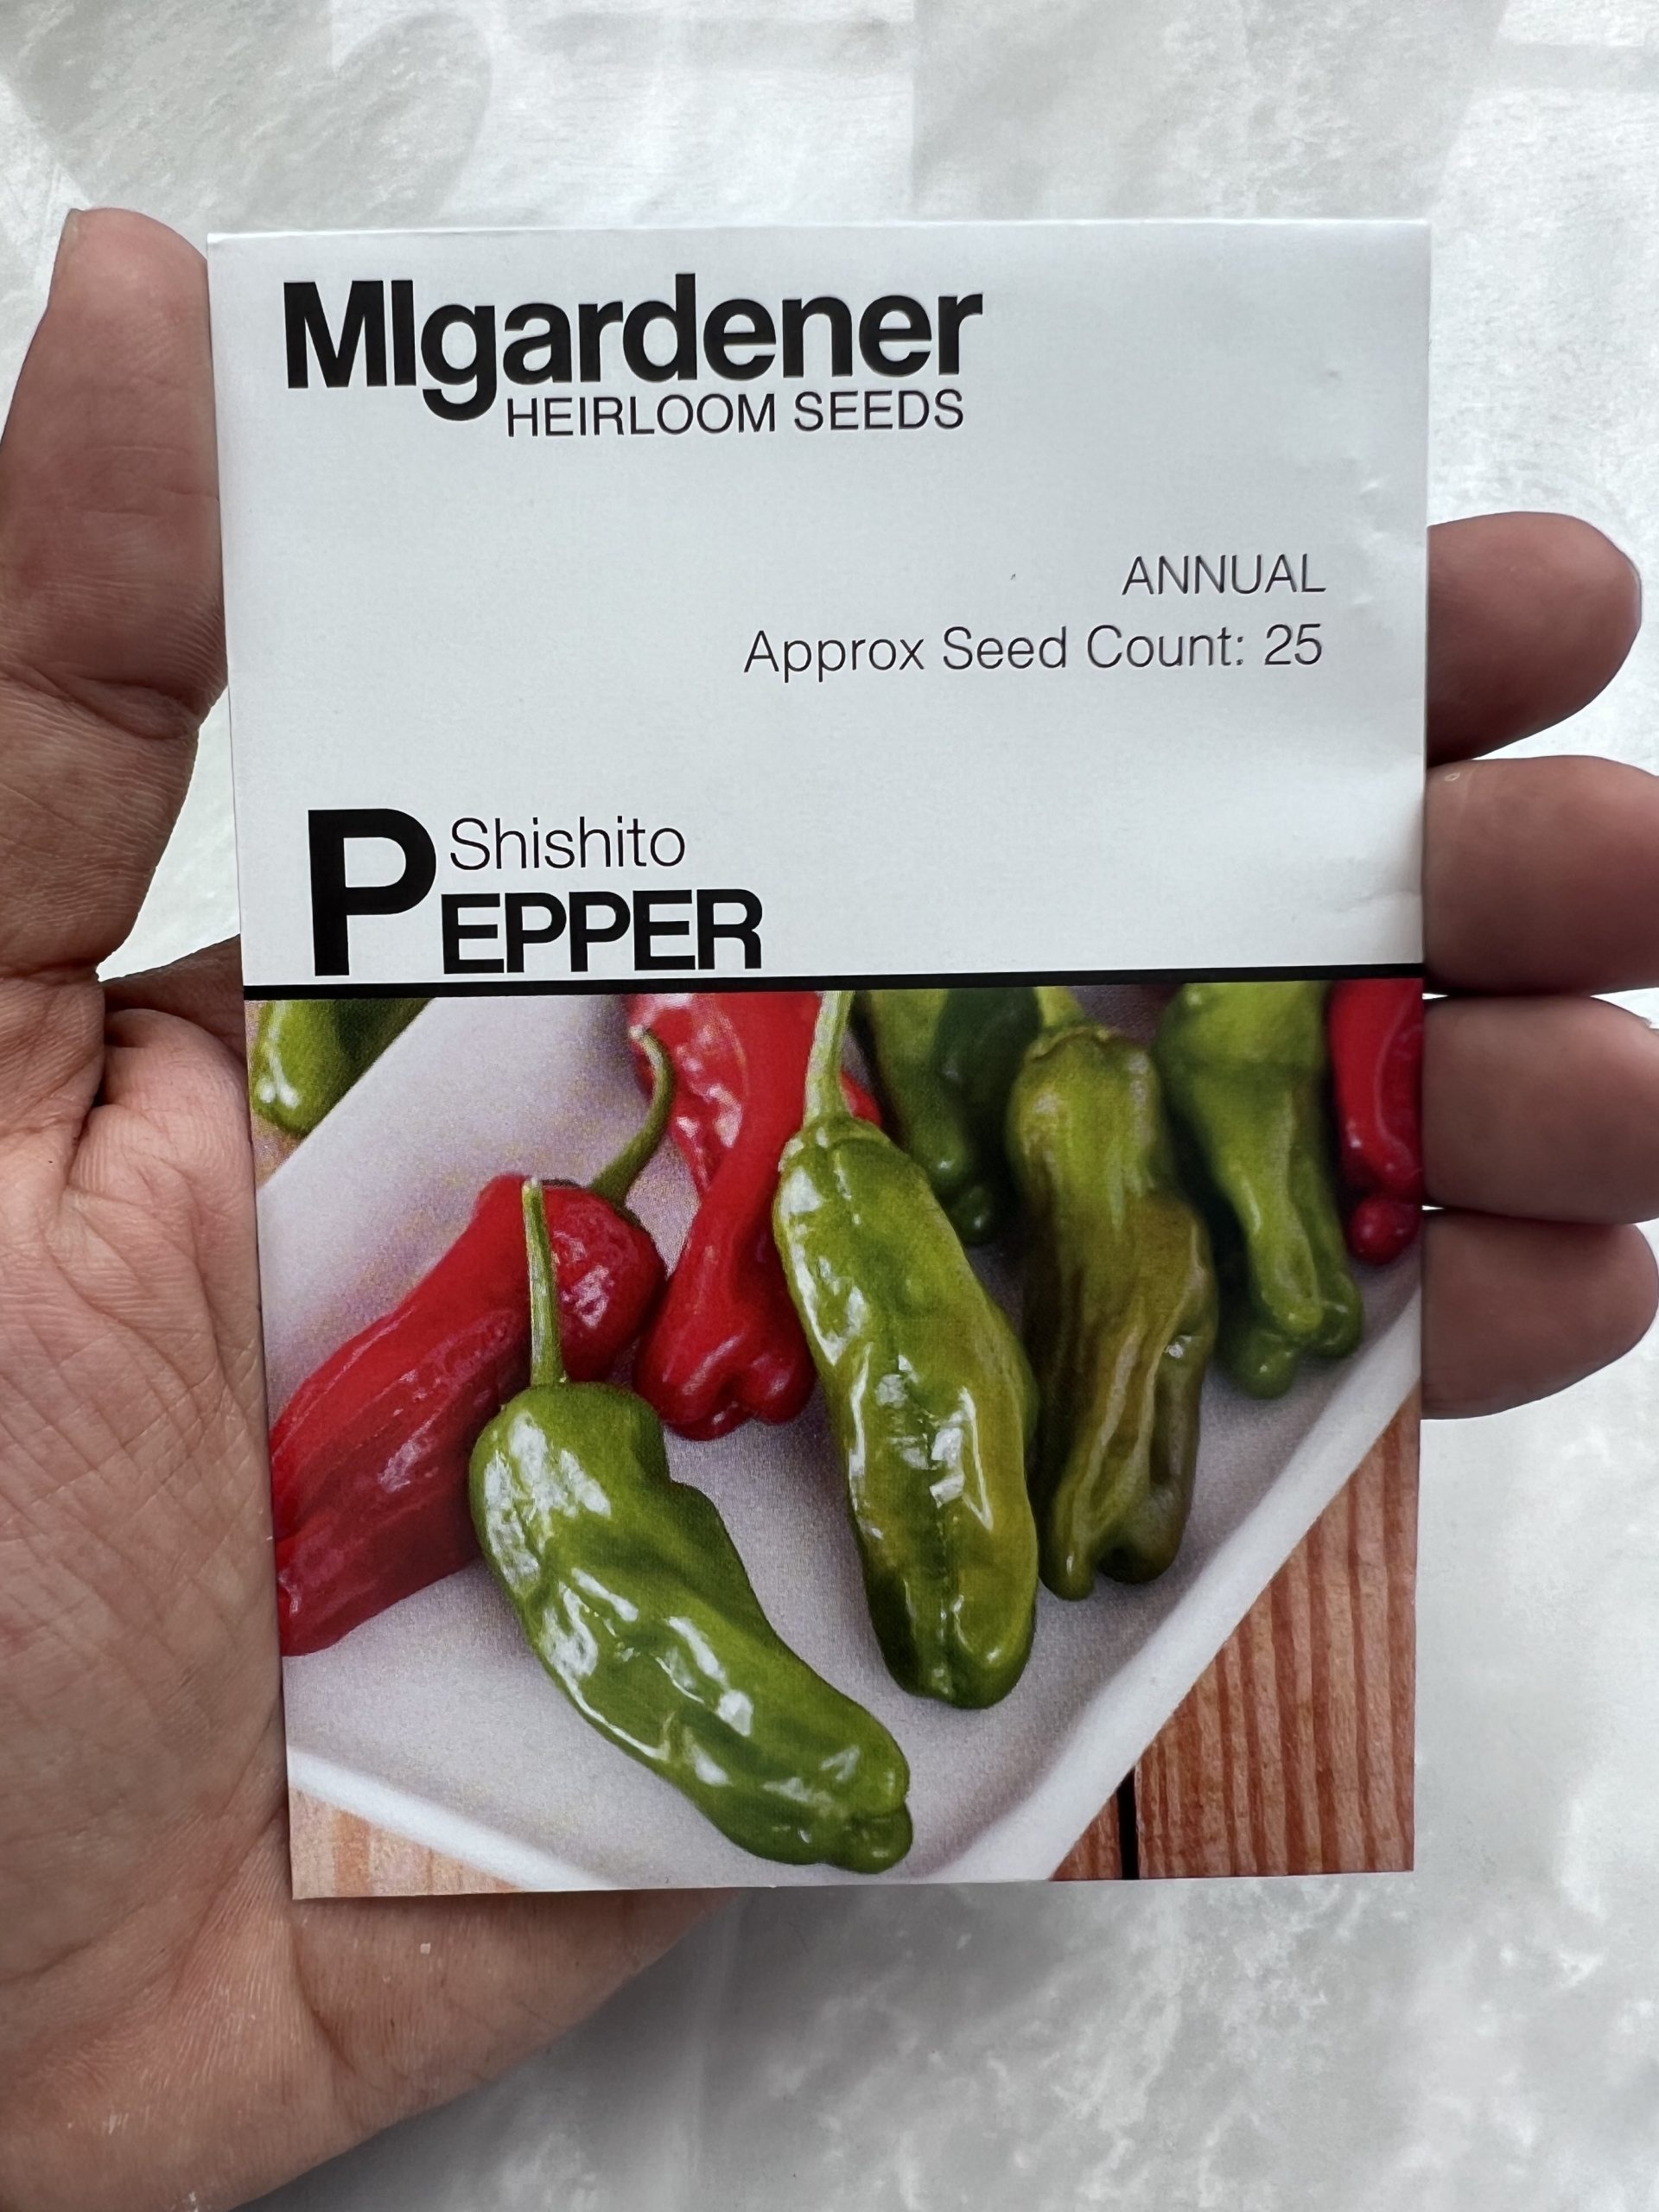 MIgardener
HEIRLOOM SEEDS
ANNUAL
Approx Seed Count: 25
Shishito
PEPPER